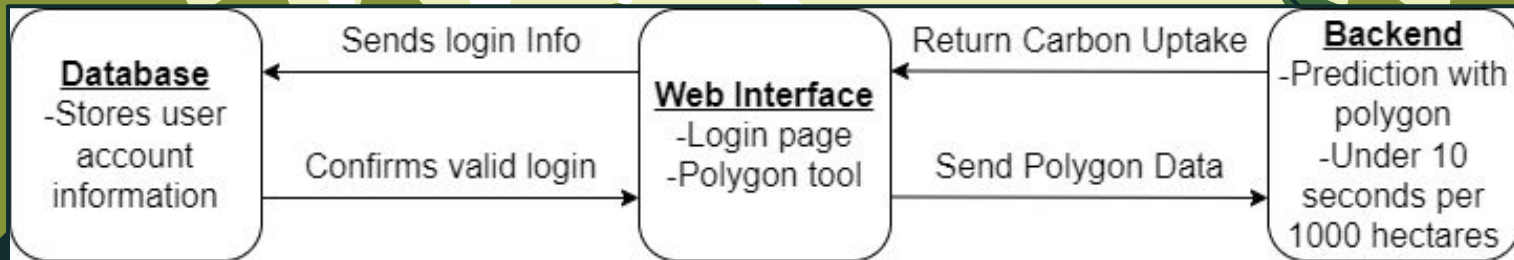 Database
-Stores user
account
information
Sends login Info
Confirms valid login
Web Interface
-Login page
-Polygon tool
Return Carbon Uptake
Send Polygon Data
Backend
-Prediction with
polygon
-Under 10
seconds per
1000 hectares